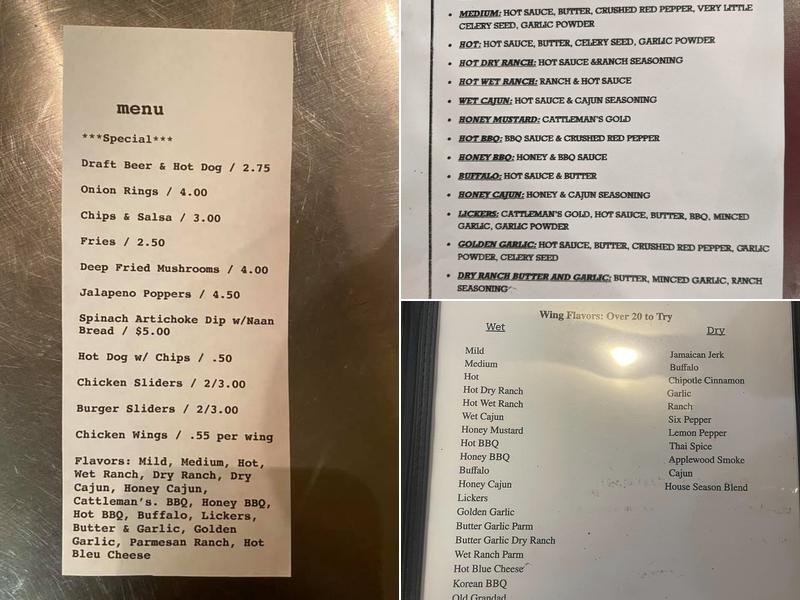 menu
***Special***
Draft Beer & Hot Dog / 2.75
Onion Rings / 4.00
Chips & Salsa / 3.00
Fries / 2.50
Deep Fried Mushrooms / 4.00
Jalapeno Poppers / 4.50
Spinach Artichoke Dip w/Naan
Bread / $5.00
Hot Dog w/ Chips / .50
Chicken Sliders / 2/3.00
Burger Sliders / 2/3.00
Chicken Wings / .55 per wing
Flavors: Mild, Medium, Hot,
Wet Ranch, Dry Ranch, Dry
Cajun, Honey Cajun,
Cattleman's. BBQ, Honey BBQ,
Hot BBQ, Buffalo, Lickers,
Butter & Garlic, Golden
Garlic, Parmesan Ranch, Hot
Bleu Cheese
• MEDIUM: HOT SAUCE, BUTTER, CRUSHED RED PEPPER, VERY LITTLE
CELERY SEED, GARLIC POWDER
• HOT: HOT SAUCE, BUTTER, CELERY SEED, GARLIC POWDER
• HOT DRY RANCH: HOT SAUCE &RANCH SEASONING
• HOT WET RANCH: RANCH & HOT SAUCE
• WET CAJUN: HOT SAUCE & CAJUN SEASONING
• HONEY MUSTARD: CATTLEMAN'S GOLD
• HOT BBQ: BBQ SAUCE & CRUSHED RED PEPPER
• HONEY BBQ: HONEY & BBQ SAUCE
• BUFFALO: HOT SAUCE & BUTTER
• HONEY CAJUN: HONEY & CAJUN SEASONING
• LICKERS: CATTLEMAN'S GOLD, HOT SAUCE, BUTTER, BBQ, MINCED
GARLIC, GARLIC POWDER
• GOLDEN GARLIC: HOT SAUCE, BUTTER, CRUSHED RED PEPPER, GARLIC
POWDER, CELERY SEED
• DRY RANCH BUTTER AND GARLIC: BUTTER, MINCED GARLIC, RANCH
SEASONING
Wing Flavors: Over 20 to Try
Wet
Mild
Medium
Hot
Hot Dry Ranch
Hot Wet Ranch
Wet Cajun
Honey Mustard
Hot BBQ
Honey BBQ
Buffalo
Honey Cajun
Lickers
Golden Garlic
Butter Garlic Parm
Butter Garlic Dry Ranch
Wet Ranch Parm
Hot Blue Cheese
Korean BBQ
Old Grandad
Dry
Jamaican Jerk
Buffalo
Chipotle Cinnamon
Garlic
Ranch
Six Pepper
Lemon Pepper
Thai Spice
Applewood Smoke
Cajun
House Season Blend